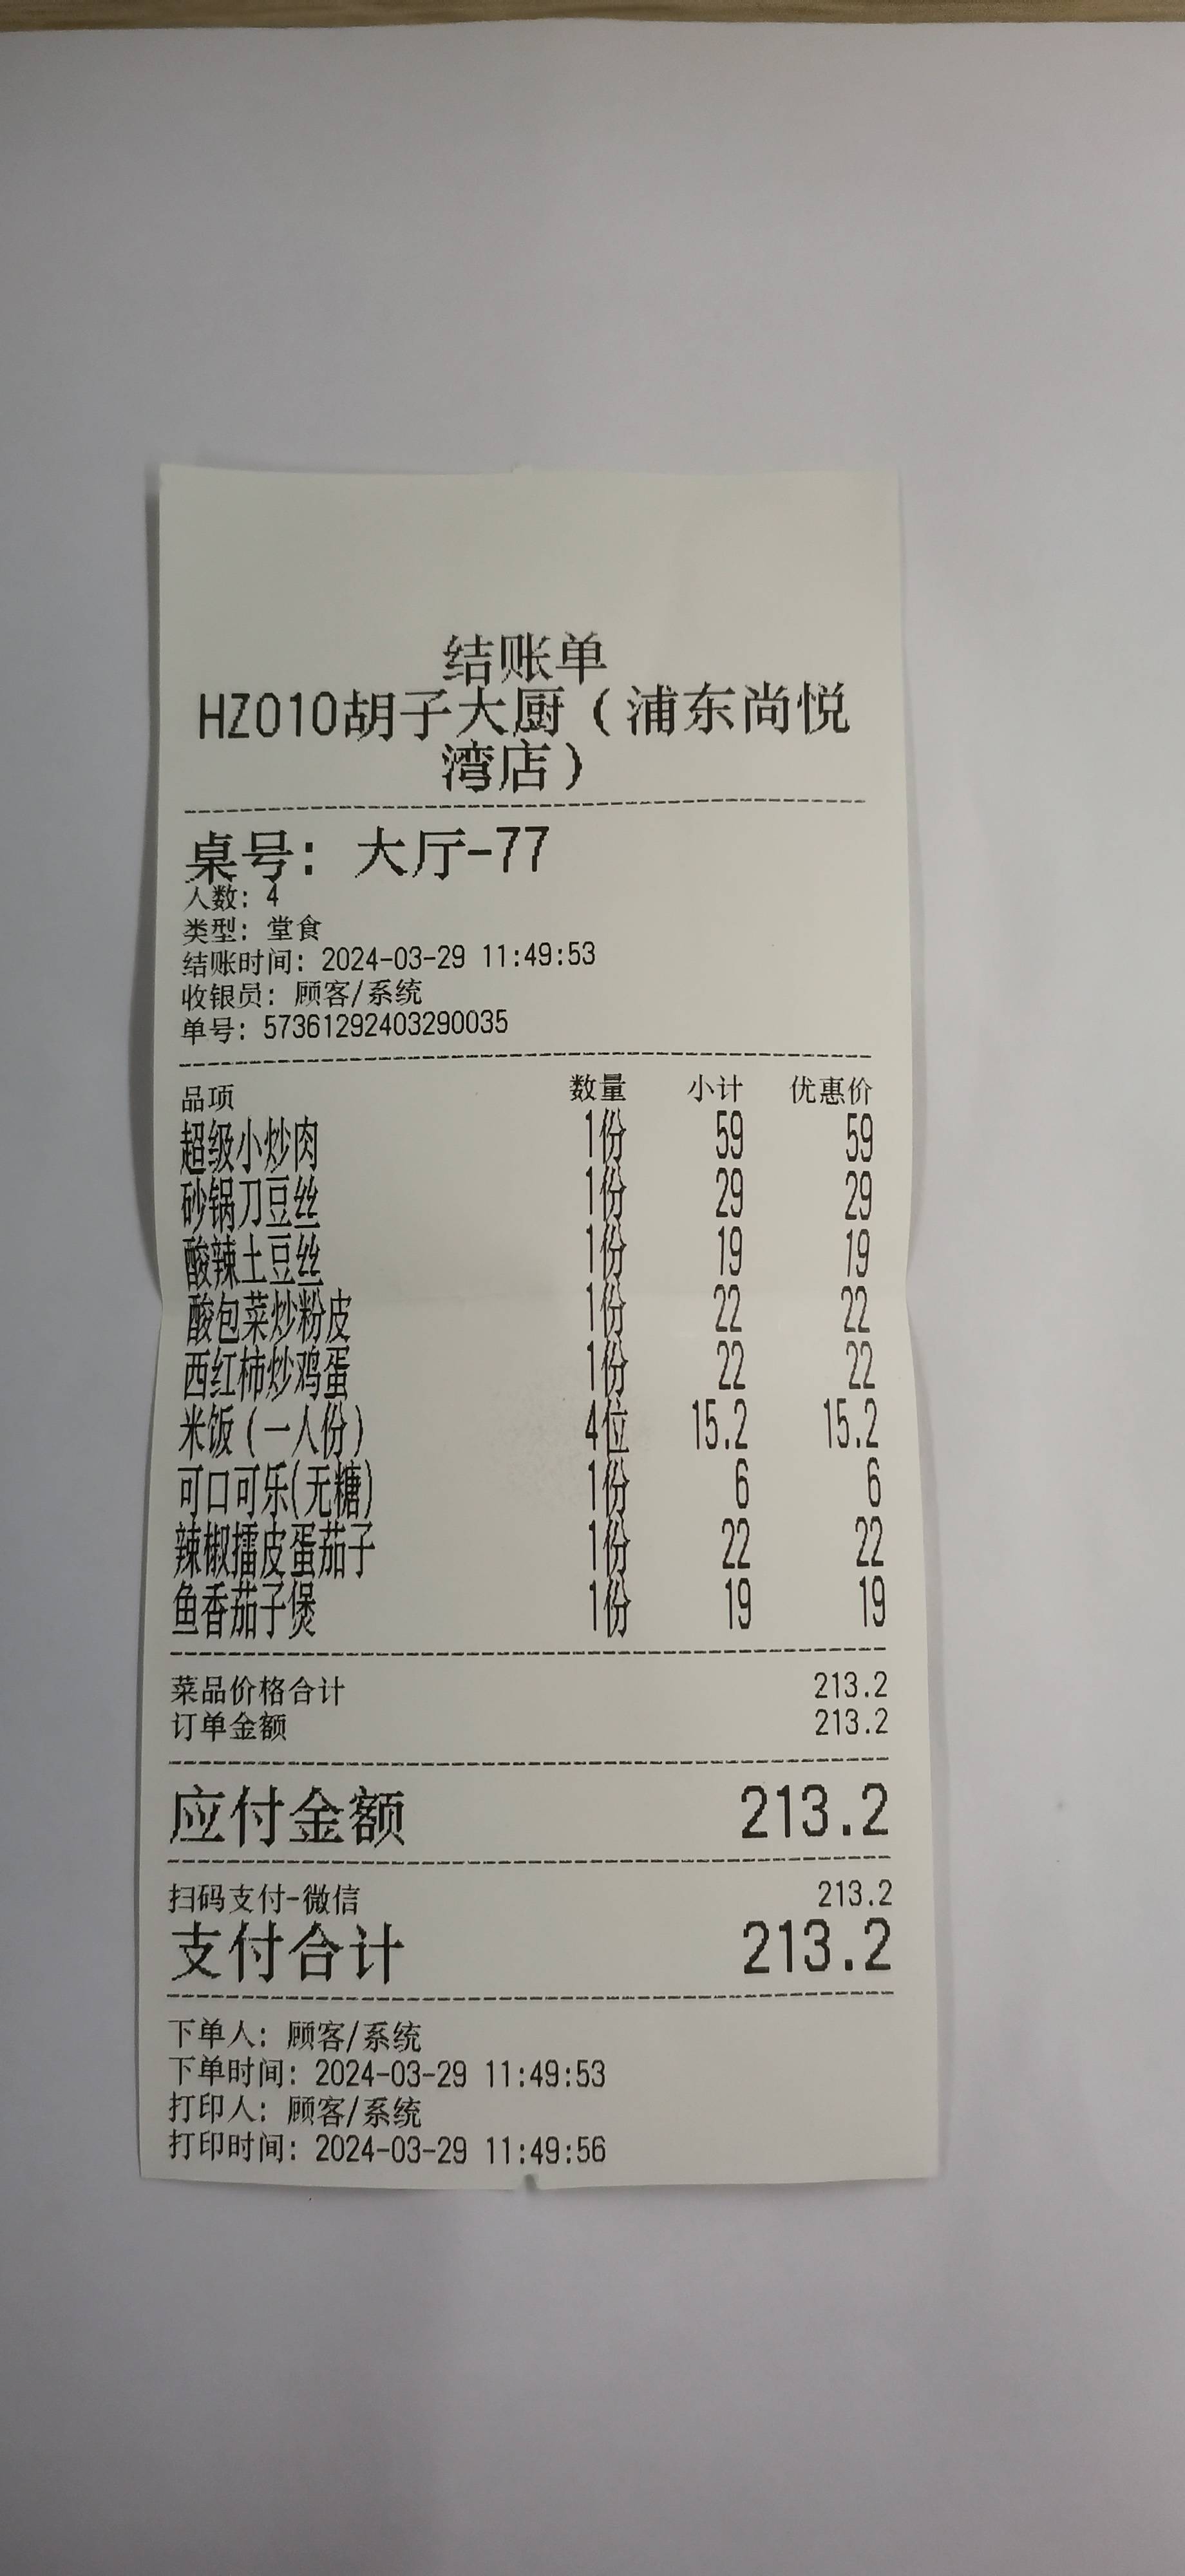 结账单
HZ010胡子大厨（浦东尚悦
湾店）
桌号: 大厅-77
人数: 4
类型: 堂食
结账时间: 2024-03-29 11:49:53
收银员: 顾客/系统
单号: 57361292403290035
品项 数量 小计 优惠价
超级小炒肉 1份 59 59
砂锅刀豆丝 1份 29 29
酸辣土豆丝 1份 19 19
酸包菜炒粉皮 1份 22 22
西红柿炒鸡蛋 1份 22 22
米饭（一人份） 4位 15.2 15.2
可口可乐(无糖) 1份 6 6
辣椒擂皮蛋茄子 1份 22 22
鱼香茄子煲 1份 19 19
菜品价格合计 213.2
订单金额 213.2
应付金额 213.2
扫码支付-微信 213.2
支付合计 213.2
下单人: 顾客/系统
下单时间: 2024-03-29 11:49:53
打印人: 顾客/系统
打印时间: 2024-03-29 11:49:56